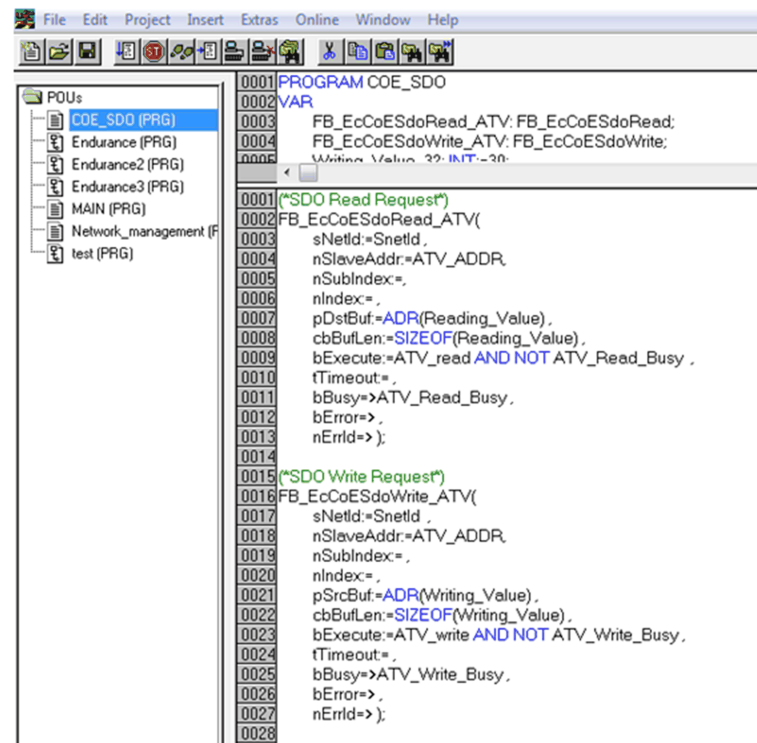 File Edit Project Insert Extras Online Window Help
POUs
COE_SDO (PRG)
Endurance (PRG)
Endurance2 (PRG)
Endurance3 (PRG)
MAIN (PRG)
Network_management (F
test (PRG)
0001 PROGRAM COE_SDO
0002 VAR
0003 FB_EcCoESdoRead_ATV: FB_EcCoESdoRead;
0004 FB_EcCoESdoWrite_ATV: FB_EcCoESdoWrite;
0005 Writing_Value_32: INT:=30;
0001 (*SDO Read Request*)
0002 FB_EcCoESdoRead_ATV(
0003 sNetId:=SnetId ,
0004 nSlaveAddr:=ATV_ADDR,
0005 nSubIndex:=,
0006 nIndex:= ,
0007 pDstBuf:=ADR(Reading_Value) ,
0008 cbBufLen:=SIZEOF(Reading_Value) ,
0009 bExecute:=ATV_read AND NOT ATV_Read_Busy ,
0010 tTimeout:= ,
0011 bBusy=>ATV_Read_Busy ,
0012 bError=> ,
0013 nErrId=> );
0014
0015 (*SDO Write Request*)
0016 FB_EcCoESdoWrite_ATV(
0017 sNetId:=SnetId ,
0018 nSlaveAddr:=ATV_ADDR,
0019 nSubIndex:= ,
0020 nIndex:= ,
0021 pSrcBuf:=ADR(Writing_Value) ,
0022 cbBufLen:=SIZEOF(Writing_Value) ,
0023 bExecute:=ATV_write AND NOT ATV_Write_Busy ,
0024 tTimeout:= ,
0025 bBusy=>ATV_Write_Busy ,
0026 bError=> ,
0027 nErrId=> );
0028